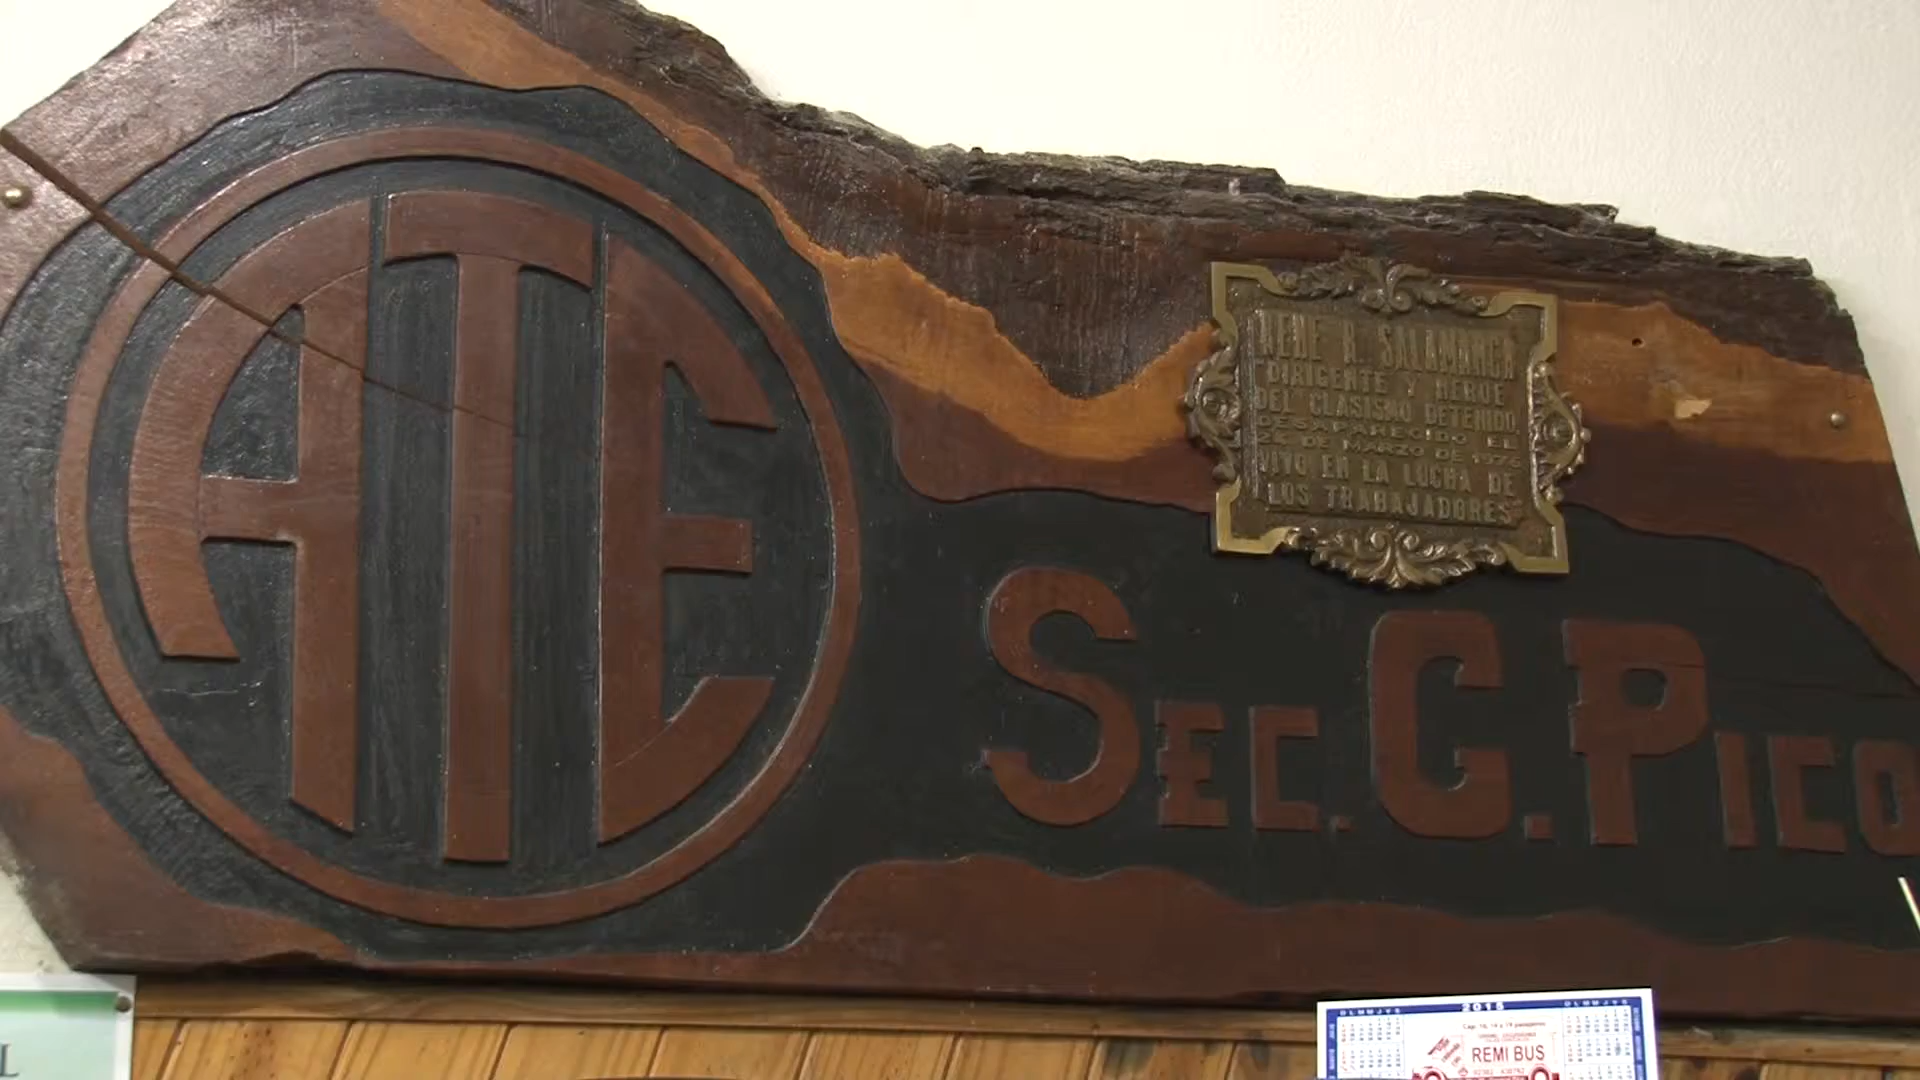 ATE
RENE R. SALAMANCA
"DIRIGENTE Y HEROE
DEL CLASISMO DETENIDO
DESAPARECIDO EL
24 DE MARZO DE 1976
VIVO EN LA LUCHA DE
LOS TRABAJADORES"
SEC. G. PICO
2015
D L M M J V S
D L M M J V S
REMI BUS